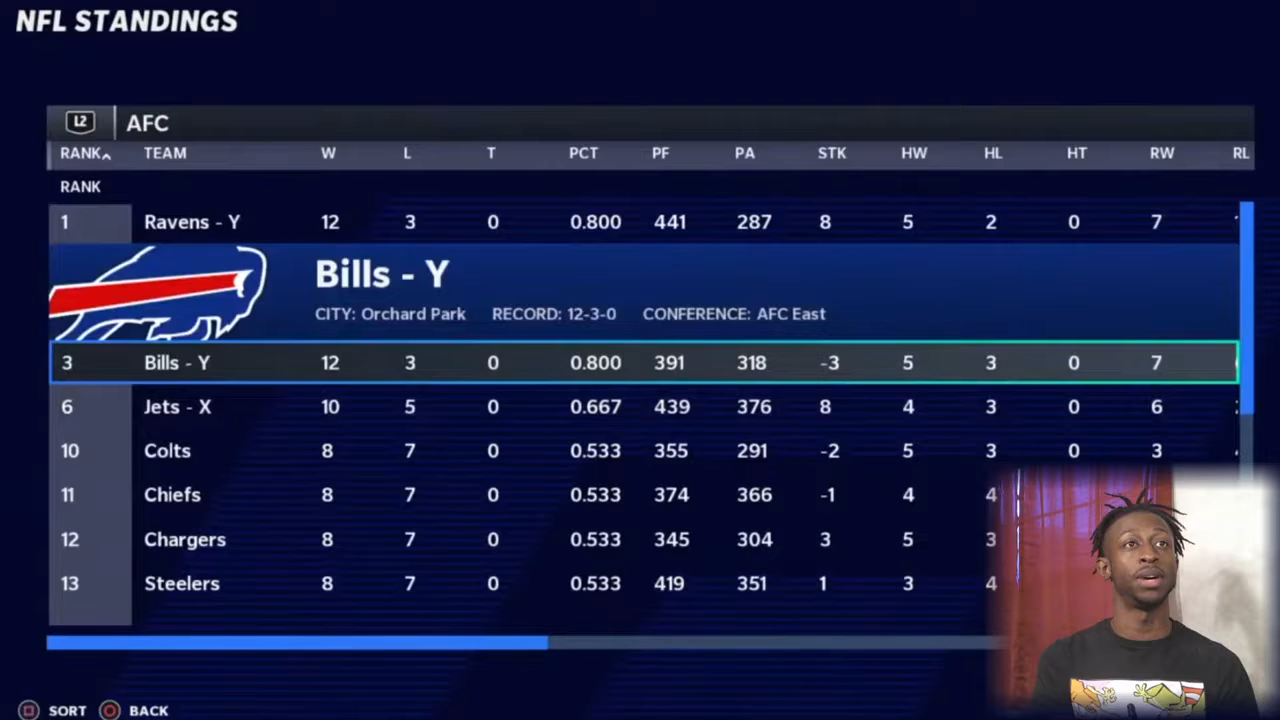 NFL STANDINGS
L2 AFC
RANK TEAM W L T PCT PF PA STK HW HL HT RW RL
RANK
1 Ravens - Y 12 3 0 0.800 441 287 8 5 2 0 7
Bills - Y
CITY: Orchard Park RECORD: 12-3-0 CONFERENCE: AFC East
3 Bills - Y 12 3 0 0.800 391 318 -3 5 3 0 7
6 Jets - X 10 5 0 0.667 439 376 8 4 3 0 6
10 Colts 8 7 0 0.533 355 291 -2 5 3 0 3
11 Chiefs 8 7 0 0.533 374 366 -1 4 4
12 Chargers 8 7 0 0.533 345 304 3 5 3
13 Steelers 8 7 0 0.533 419 351 1 3 4
SORT BACK